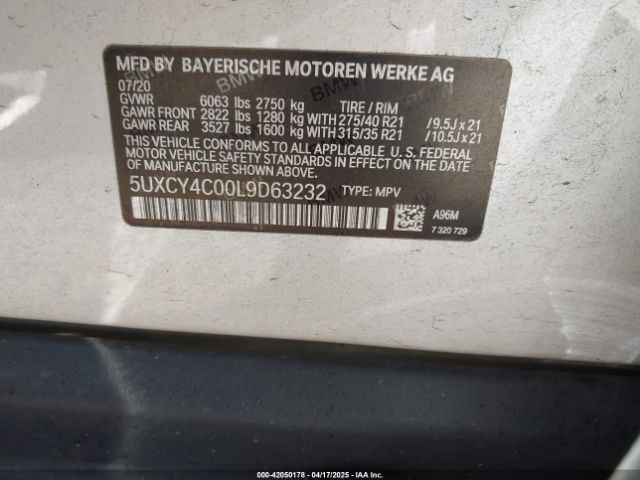 MFD BY BAYERISCHE MOTOREN WERKE AG
07/20
GVWR 6063 lbs 2750 kg TIRE / RIM
GAWR FRONT 2822 lbs 1280 kg WITH 275/40 R21 /9.5J x 21
GAWR REAR 3527 lbs 1600 kg WITH 315/35 R21 /10.5J x 21
THIS VEHICLE CONFORMS TO ALL APPLICABLE FEDERAL
MOTOR VEHICLE SAFETY STANDARDS IN EFFECT ON THE DATE
OF MANUFACTURE SHOWN ABOVE.
5UXCY4C00L9D63232 TYPE: MPV
A96M
7 320 729
000-42050178 - 04/17/2025 - IAAI.COM